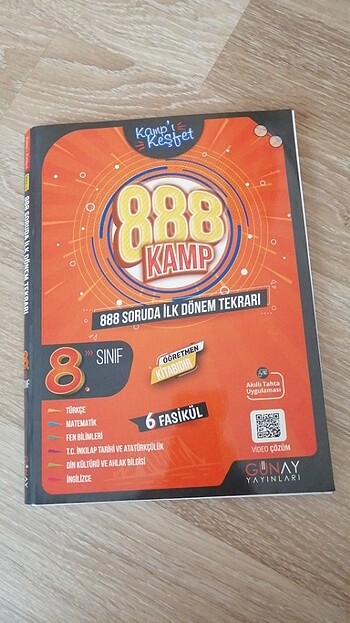 Kamp'ı
Keşfet
888
KAMP
888 SORUDA İLK DÖNEM TEKRARI
8. SINIF
ÖĞRETMEN
KİTABIDIR
6 FASİKÜL
Akıllı Tahta
Uygulaması
TÜRKÇE
MATEMATİK
FEN BİLİMLERİ
T.C. İNKILAP TARİHİ VE ATATÜRKÇÜLÜK
DİN KÜLTÜRÜ VE AHLAK BİLGİSİ
İNGİLİZCE
VİDEO ÇÖZÜM
GÜNAY
YAYINLARI
888 SORUDA İLK DÖNEM TEKRARI
8.